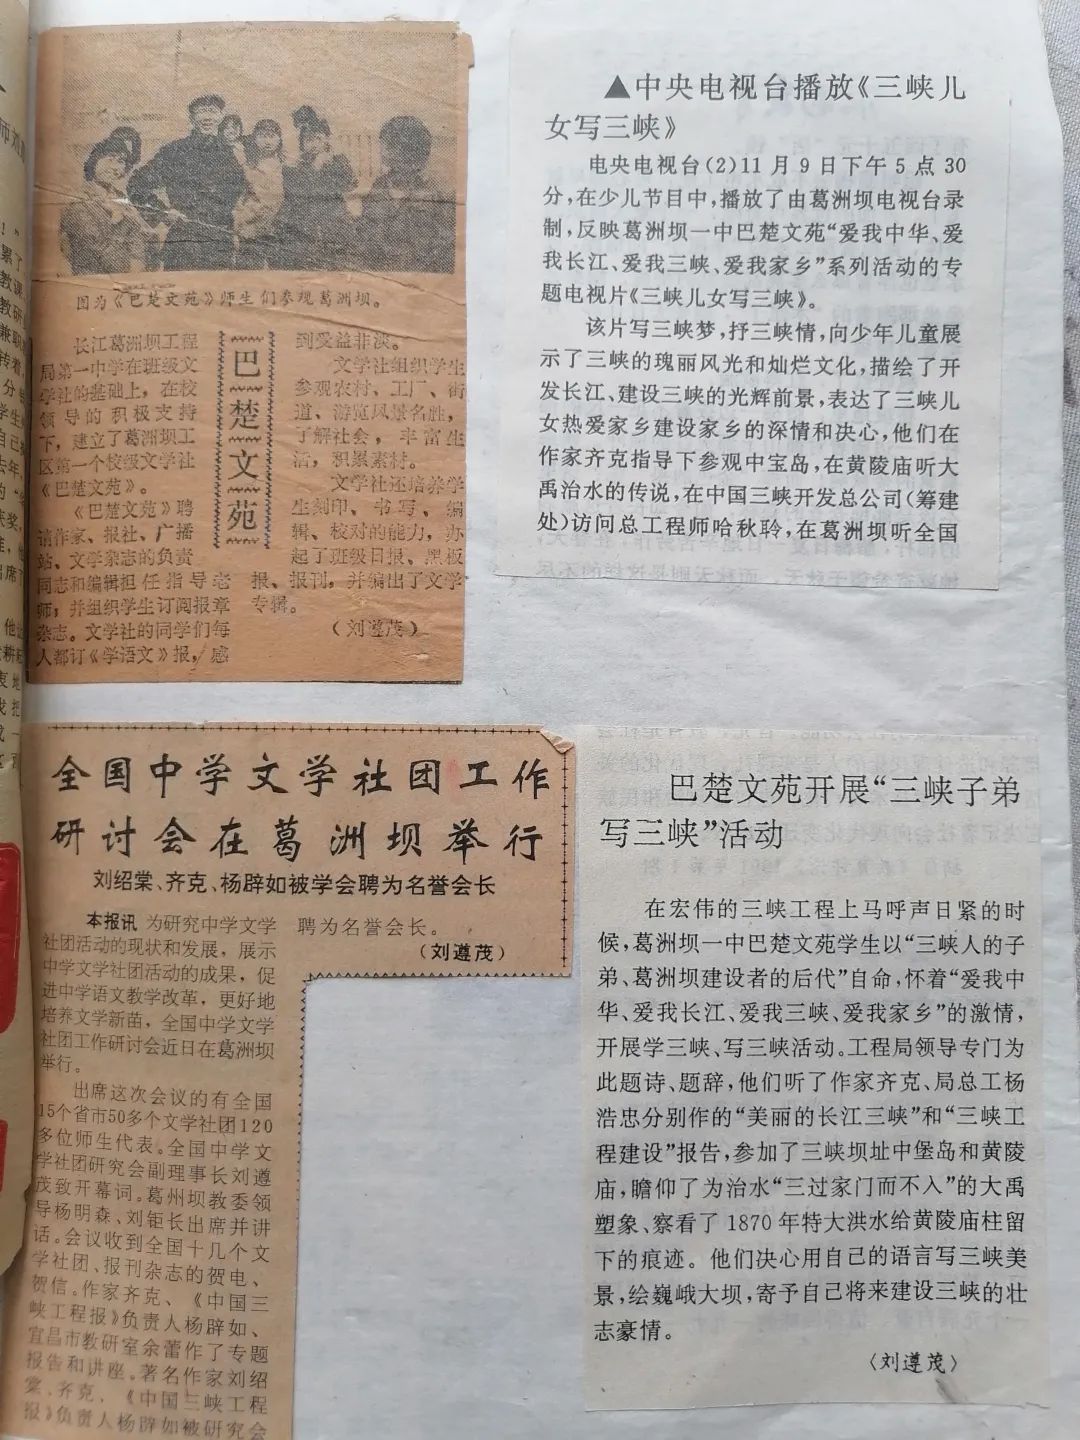 图为《巴楚文苑》师生们参观葛洲坝。
巴楚文苑
长江葛洲坝工程
局第一中学在班级文
学社的基础上，在校
领导的积极支持
下，建立了葛洲坝工
区第一个校级文学社
《巴楚文苑》。
《巴楚文苑》聘
请作家、报社、广播
站、文学杂志的负责
同志和编辑担任指导老
师，并组织学生订阅报章
杂志。文学社的同学们每
人都订《学语文》报，感
到受益非浅。
文学社组织学生
参观农村、工厂、街
道、游览风景名胜，
了解社会，丰富生
活，积累素材。
文学社还培养学
生刻印、书写、编
辑、校对的能力，办
起了班级日报、黑板
报、报刊，并编出了文学
专辑。
（刘遵茂）
▲中央电视台播放《三峡儿
女写三峡》
电央电视台(2)11月9日下午5点30
分，在少儿节目中，播放了由葛洲坝电视台录
制，反映葛洲坝一中巴楚文苑“爱我中华、爱
我长江、爱我三峡、爱我家乡”系列活动的专
题电视片《三峡儿女写三峡》。
该片写三峡梦，抒三峡情，向少年儿童展
示了三峡的瑰丽风光和灿烂文化，描绘了开
发长江、建设三峡的光辉前景，表达了三峡儿
女热爱家乡建设家乡的深情和决心，他们在
作家齐克指导下参观中宝岛，在黄陵庙听大
禹治水的传说，在中国三峡开发总公司(筹建
处)访问总工程师哈秋聆，在葛洲坝听全国
全国中学文学社团工作
研讨会在葛洲坝举行
刘绍棠、齐克、杨辟如被学会聘为名誉会长
本报讯 为研究中学文学
社团活动的现状和发展，展示
中学文学社团活动的成果，促
进中学语文教学改革，更好地
培养文学新苗，全国中学文学
社团工作研讨会近日在葛洲坝
举行。
出席这次会议的有全国
15个省市50多个文学社团120
多位师生代表。全国中学文
学社团研究会副理事长刘遵
茂致开幕词。葛州坝教委领
导杨明森、刘钜长出席并讲
话。会议收到全国十几个文
学社团、报刊杂志的贺电、
贺信。作家齐克、《中国三
峡工程报》负责人杨辟如、
宜昌市教研室余蕾作了专题
报告和讲座。著名作家刘绍
棠、齐克、《中国三峡工程
报》负责人杨辟如被研究会
聘为名誉会长。
（刘遵茂）
巴楚文苑开展“三峡子弟
写三峡”活动
在宏伟的三峡工程上马呼声日紧的时
候，葛洲坝一中巴楚文苑学生以“三峡人的子
弟、葛洲坝建设者的后代”自命，怀着“爱我中
华、爱我长江、爱我三峡、爱我家乡”的激情，
开展学三峡、写三峡活动。工程局领导专门为
此题诗、题辞，他们听了作家齐克、局总工杨
浩忠分别作的“美丽的长江三峡”和“三峡工
程建设”报告，参加了三峡坝址中堡岛和黄陵
庙，瞻仰了为治水“三过家门而不入”的大禹
塑象、察看了1870年特大洪水给黄陵庙柱留
下的痕迹。他们决心用自己的语言写三峡美
景，绘巍峨大坝，寄予自己将来建设三峡的壮
志豪情。
〈刘遵茂〉